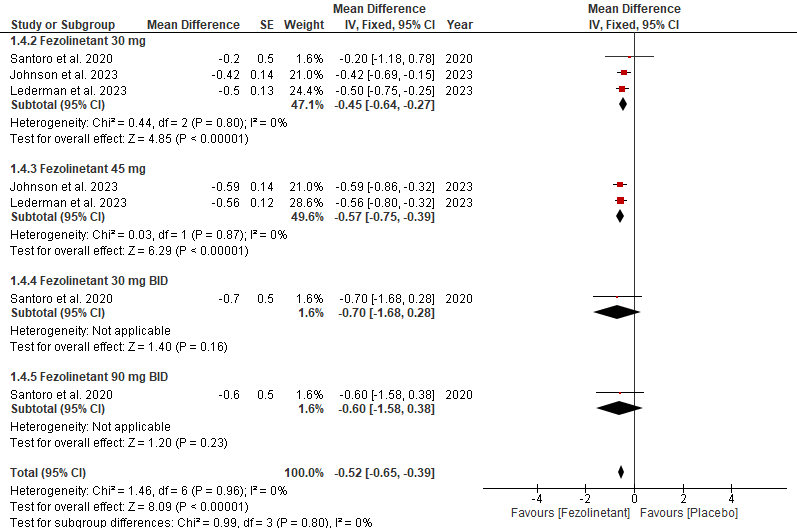 Mean Difference Mean Difference
Study or Subgroup Mean Difference SE Weight IV, Fixed, 95% CI Year IV, Fixed, 95% CI
1.4.2 Fezolinetant 30 mg
Santoro et al. 2020 -0.2 0.5 1.6% -0.20 [-1.18, 0.78] 2020
Johnson et al. 2023 -0.42 0.14 21.0% -0.42 [-0.69, -0.15] 2023
Lederman et al. 2023 -0.5 0.13 24.4% -0.50 [-0.75, -0.25] 2023
Subtotal (95% CI) 47.1% -0.45 [-0.64, -0.27]
Heterogeneity: Chi² = 0.44, df = 2 (P = 0.80); I² = 0%
Test for overall effect: Z = 4.85 (P < 0.00001)
1.4.3 Fezolinetant 45 mg
Johnson et al. 2023 -0.59 0.14 21.0% -0.59 [-0.86, -0.32] 2023
Lederman et al. 2023 -0.56 0.12 28.6% -0.56 [-0.80, -0.32] 2023
Subtotal (95% CI) 49.6% -0.57 [-0.75, -0.39]
Heterogeneity: Chi² = 0.03, df = 1 (P = 0.87); I² = 0%
Test for overall effect: Z = 6.29 (P < 0.00001)
1.4.4 Fezolinetant 30 mg BID
Santoro et al. 2020 -0.7 0.5 1.6% -0.70 [-1.68, 0.28] 2020
Subtotal (95% CI) 1.6% -0.70 [-1.68, 0.28]
Heterogeneity: Not applicable
Test for overall effect: Z = 1.40 (P = 0.16)
1.4.5 Fezolinetant 90 mg BID
Santoro et al. 2020 -0.6 0.5 1.6% -0.60 [-1.58, 0.38] 2020
Subtotal (95% CI) 1.6% -0.60 [-1.58, 0.38]
Heterogeneity: Not applicable
Test for overall effect: Z = 1.20 (P = 0.23)
Total (95% CI) 100.0% -0.52 [-0.65, -0.39]
Heterogeneity: Chi² = 1.46, df = 6 (P = 0.96); I² = 0%
-4 -2 0 2 4
Test for overall effect: Z = 8.09 (P < 0.00001)
Favours [Fezolinetant] Favours [Placebo]
Test for subgroup differences: Chi² = 0.99, df = 3 (P = 0.80), I² = 0%